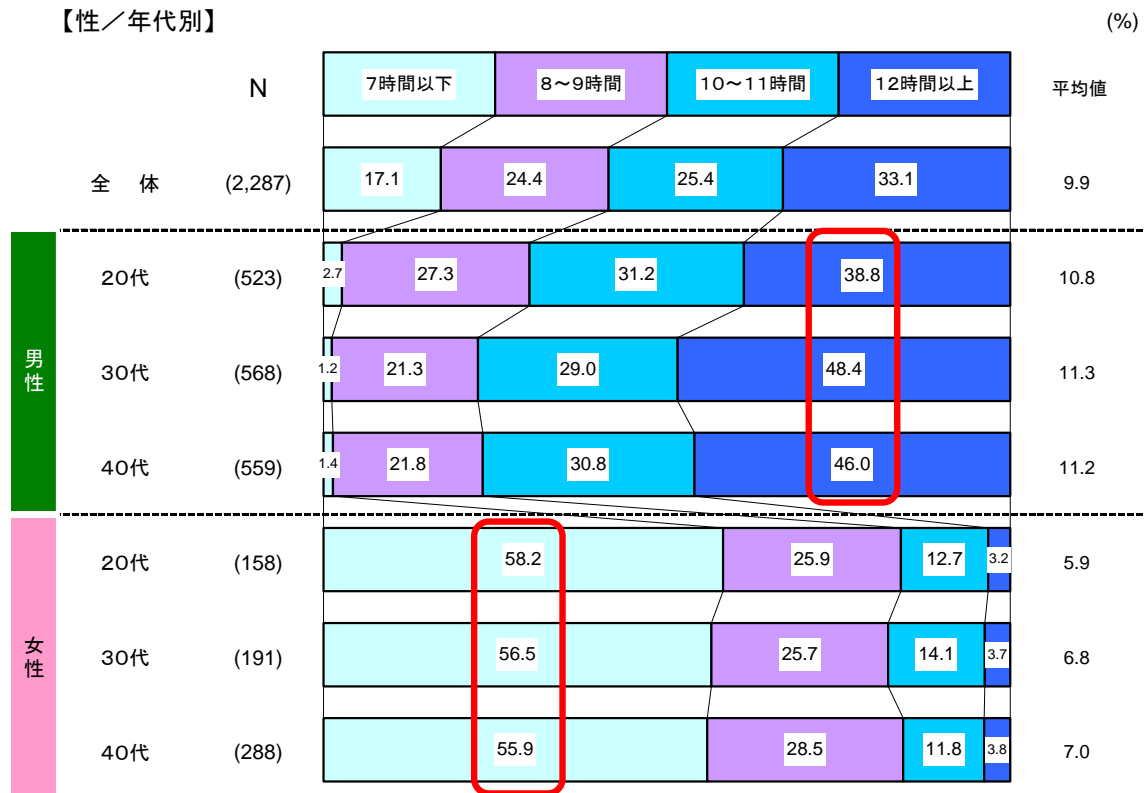 【性／年代別】 (%)
N 7時間以下 8～9時間 10～11時間 12時間以上 平均値
全 体 (2,287) 17.1 24.4 25.4 33.1 9.9
男性
20代 (523) 2.7 27.3 31.2 38.8 10.8
30代 (568) 1.2 21.3 29.0 48.4 11.3
40代 (559) 1.4 21.8 30.8 46.0 11.2
女性
20代 (158) 58.2 25.9 12.7 3.2 5.9
30代 (191) 56.5 25.7 14.1 3.7 6.8
40代 (288) 55.9 28.5 11.8 3.8 7.0